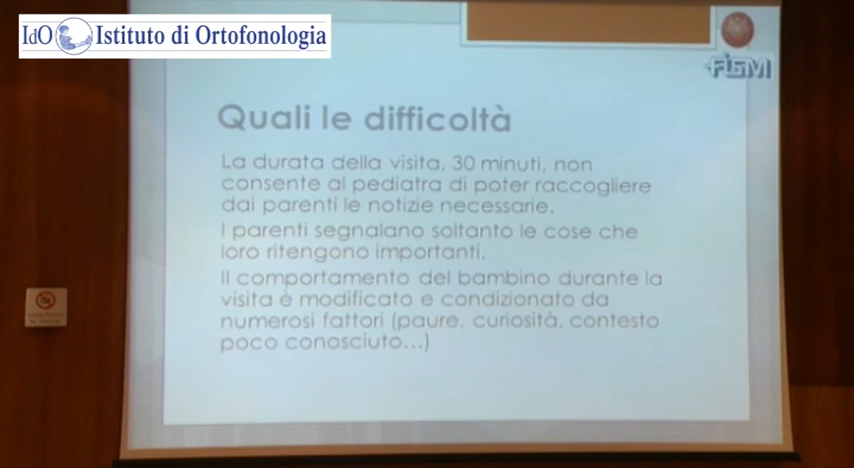 IdO Istituto di Ortofonologia
FISM
Quali le difficoltà
La durata della visita, 30 minuti, non
consente al pediatra di poter raccogliere
dai parenti le notizie necessarie.
I parenti segnalano soltanto le cose che
loro ritengono importanti.
Il comportamento del bambino durante la
visita è modificato e condizionato da
numerosi fattori (paure, curiosità, contesto
poco conosciuto...)